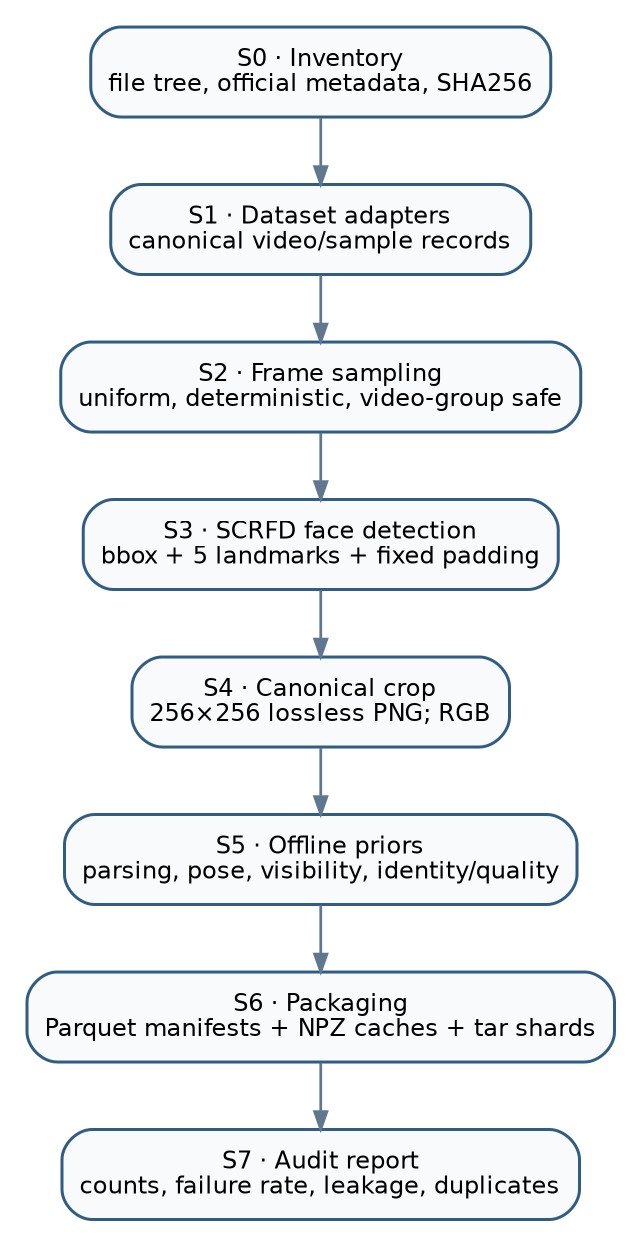 S0 · Inventory
file tree, official metadata, SHA256
S1 · Dataset adapters
canonical video/sample records
S2 · Frame sampling
uniform, deterministic, video-group safe
S3 · SCRFD face detection
bbox + 5 landmarks + fixed padding
S4 · Canonical crop
256×256 lossless PNG; RGB
S5 · Offline priors
parsing, pose, visibility, identity/quality
S6 · Packaging
Parquet manifests + NPZ caches + tar shards
S7 · Audit report
counts, failure rate, leakage, duplicates